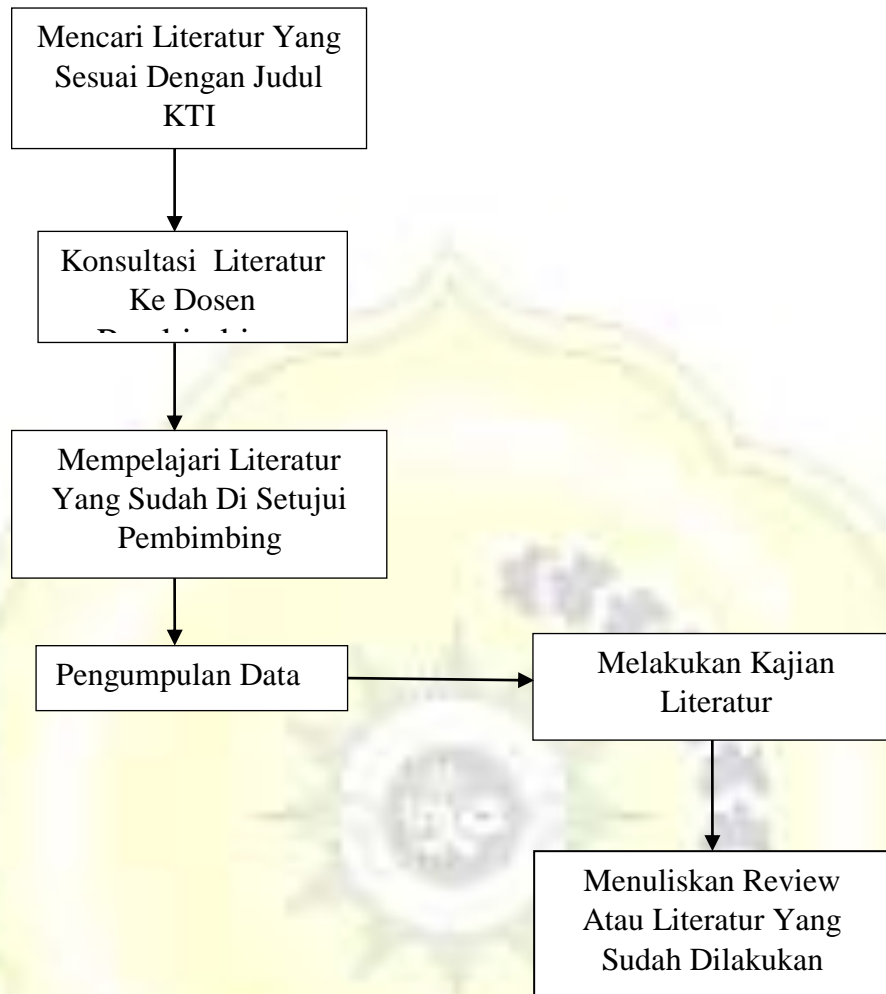 Mencari Literatur Yang
Sesuai Dengan Judul
KTI
Konsultasi Literatur
Ke Dosen
Mempelajari Literatur
Yang Sudah Di Setujui
Pembimbing
Pengumpulan Data
Melakukan Kajian
Literatur
Menuliskan Review
Atau Literatur Yang
Sudah Dilakukan